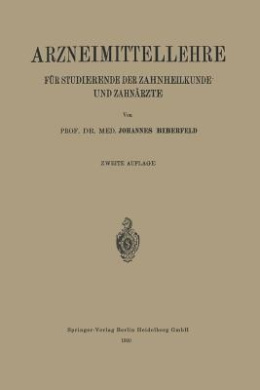 ARZNEIMITTELLEHRE
FÜR STUDIERENDE DER ZAHNHEILKUNDE
UND ZAHNÄRZTE
Von
PROF. DR. MED. JOHANNES BIBERFELD
ZWEITE AUFLAGE
Springer-Verlag Berlin Heidelberg GmbH